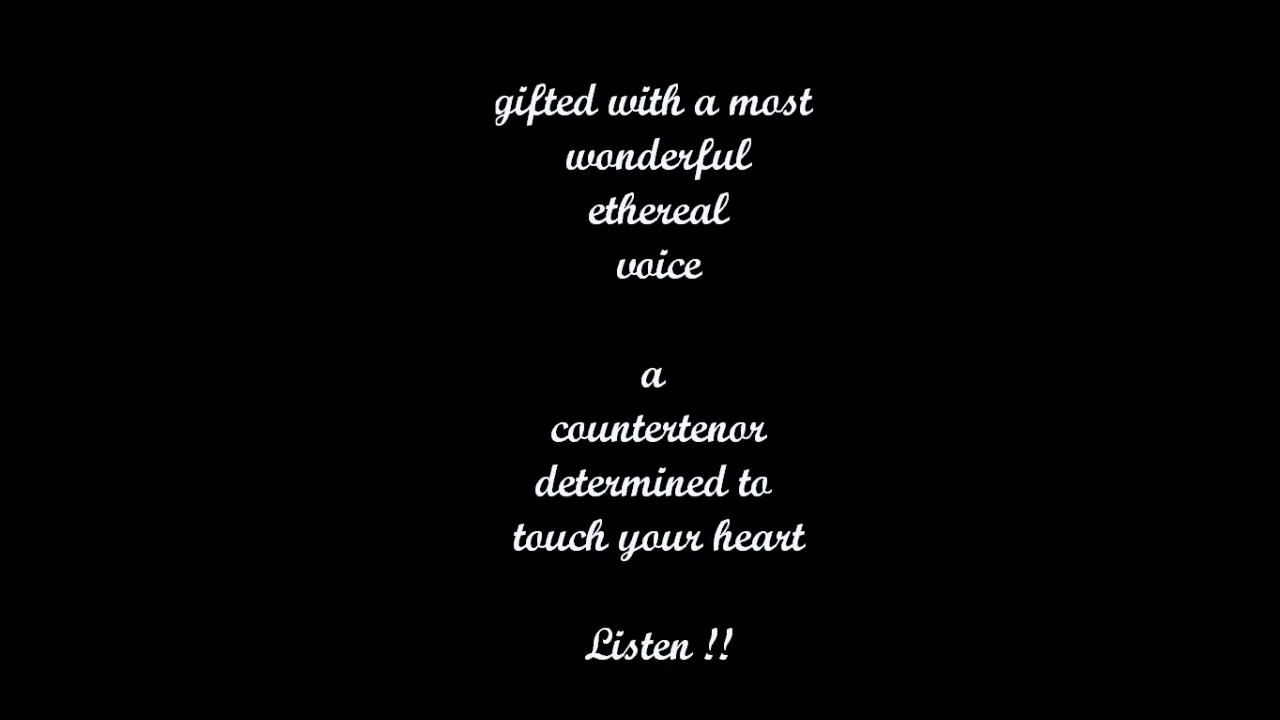 gifted with a most
wonderful
ethereal
voice
a
countertenor
determined to
touch your heart
Listen !!